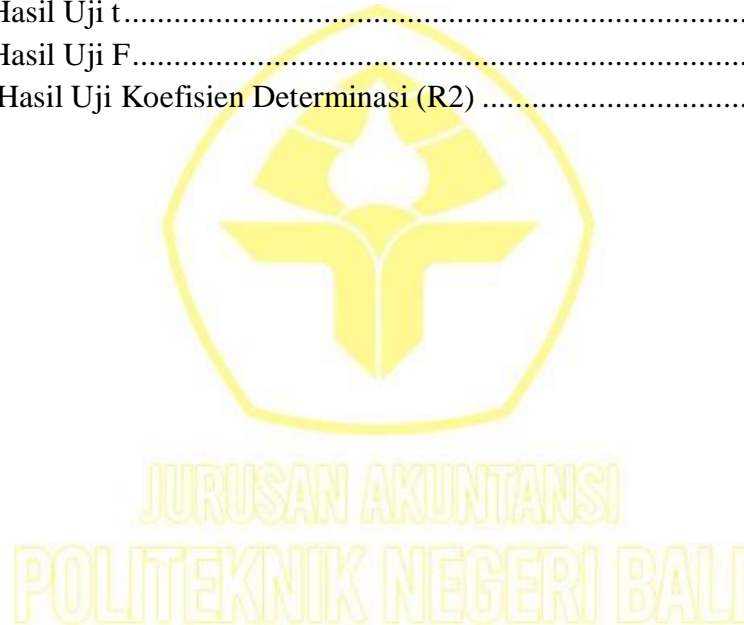 Hasil Uji t................................................................................
Hasil Uji F..............................................................................
Hasil Uji Koefisien Determinasi (R2) .................................
JURUSAN AKUNTANSI
POLITEKNIK NEGERI BALI